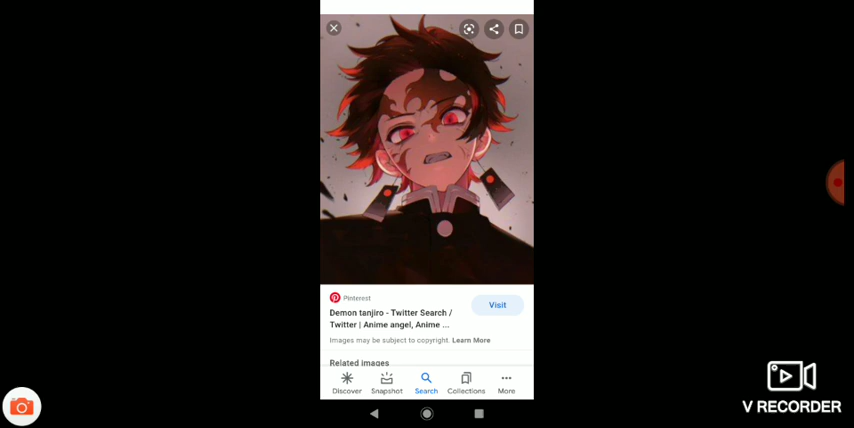 Pinterest
Visit
Demon tanjiro - Twitter Search /
Twitter | Anime angel, Anime ...
Images may be subject to copyright. Learn More
Related images
Discover
Snapshot
Search
Collections
More
V RECORDER